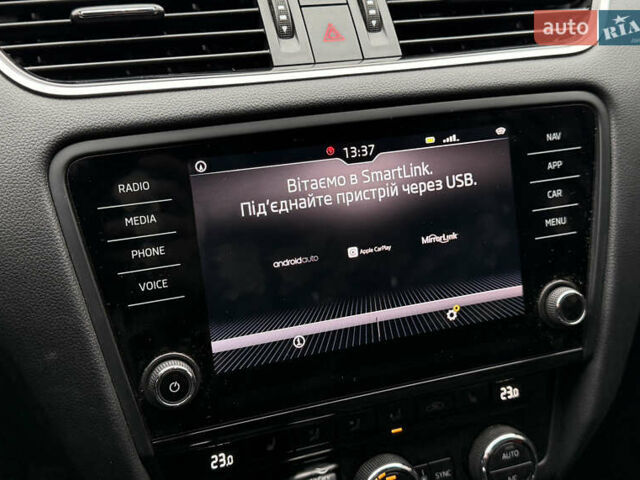 auto RIA
13:37
RADIO
MEDIA
PHONE
VOICE
Вітаємо в SmartLink.
Під'єднайте пристрій через USB.
androidauto
Apple CarPlay
MirrorLink
NAV
APP
CAR
MENU
23.0
23.0
AUTO
SYNC
A/C